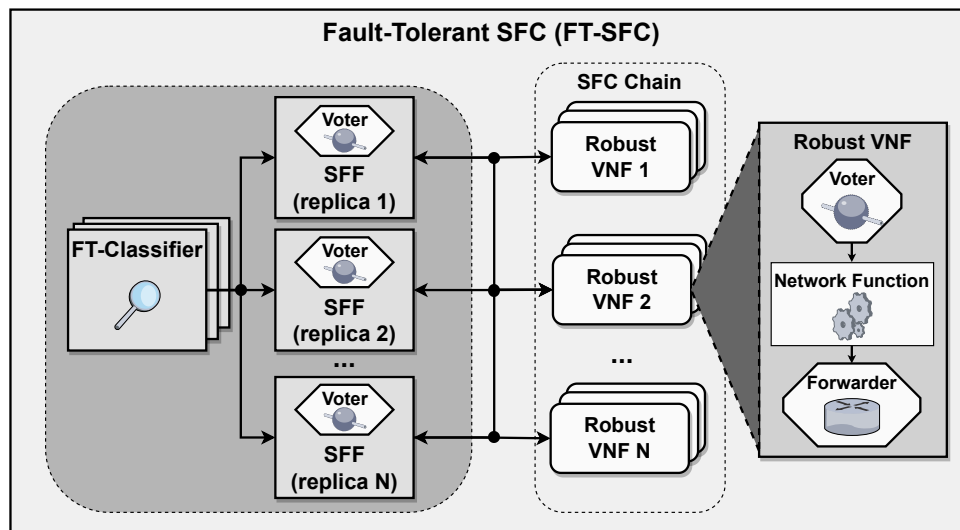 Fault-Tolerant SFC (FT-SFC)
FT-Classifier
Voter
SFF
(replica 1)
Voter
SFF
(replica 2)
...
Voter
SFF
(replica N)
SFC Chain
Robust
VNF 1
Robust
VNF 2
...
Robust
VNF N
Robust VNF
Voter
Network Function
Forwarder